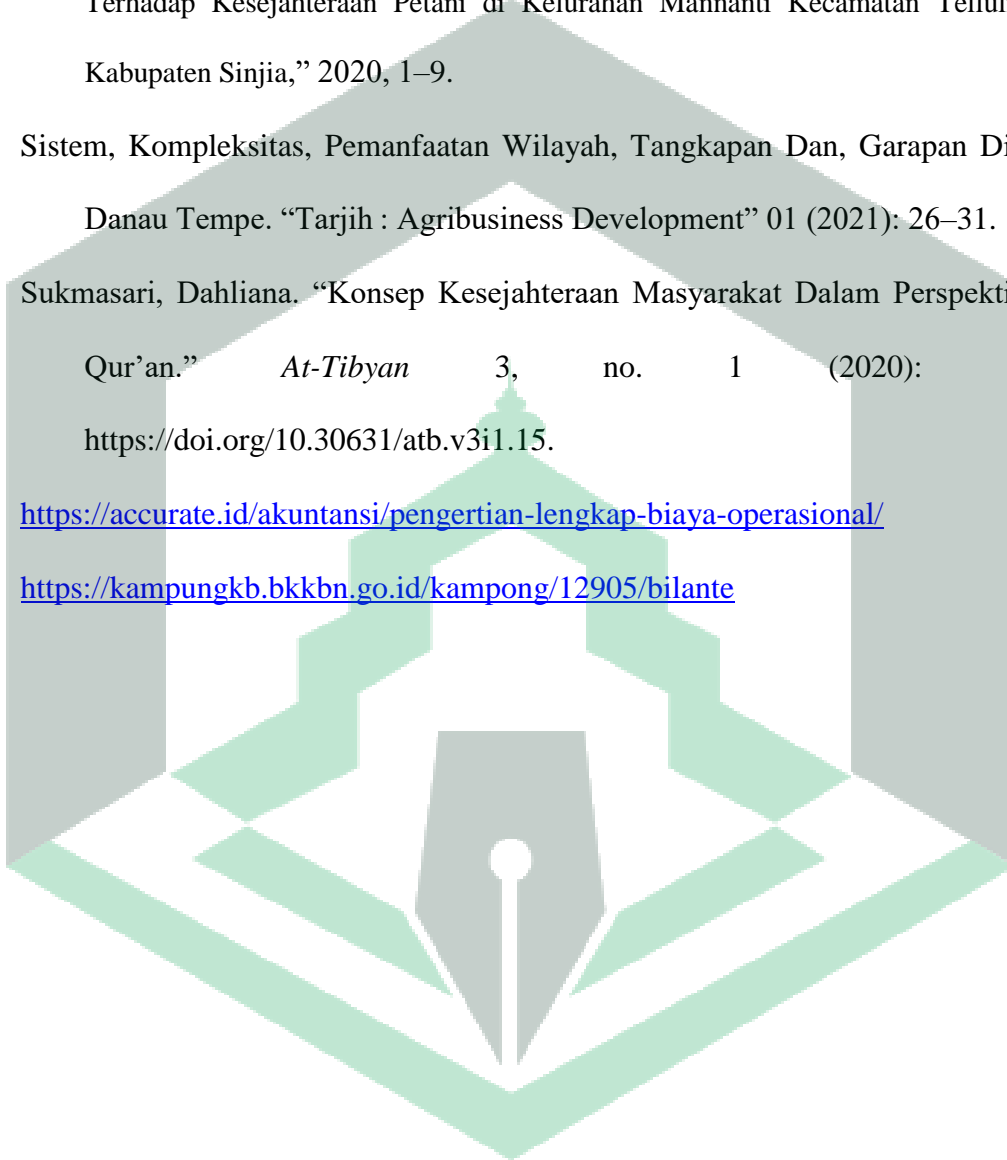 Terhadap Kesejahteraan Petani di Kelurahan Mannanti Kecamatan
Kabupaten Sinjia,” 2020, 1–9.
Sistem, Kompleksitas, Pemanfaatan Wilayah, Tangkapan Dan, Garapan Di
Danau Tempe. “Tarjih : Agribusiness Development” 01 (2021): 26–31.
Sukmasari, Dahliana. “Konsep Kesejahteraan Masyarakat Dalam Perspekti
Qur’an.” At-Tibyan 3, no. 1 (2020):
https://doi.org/10.30631/atb.v3i1.15.
https://accurate.id/akuntansi/pengertian-lengkap-biaya-operasional/
https://kampungkb.bkkbn.go.id/kampong/12905/bilante